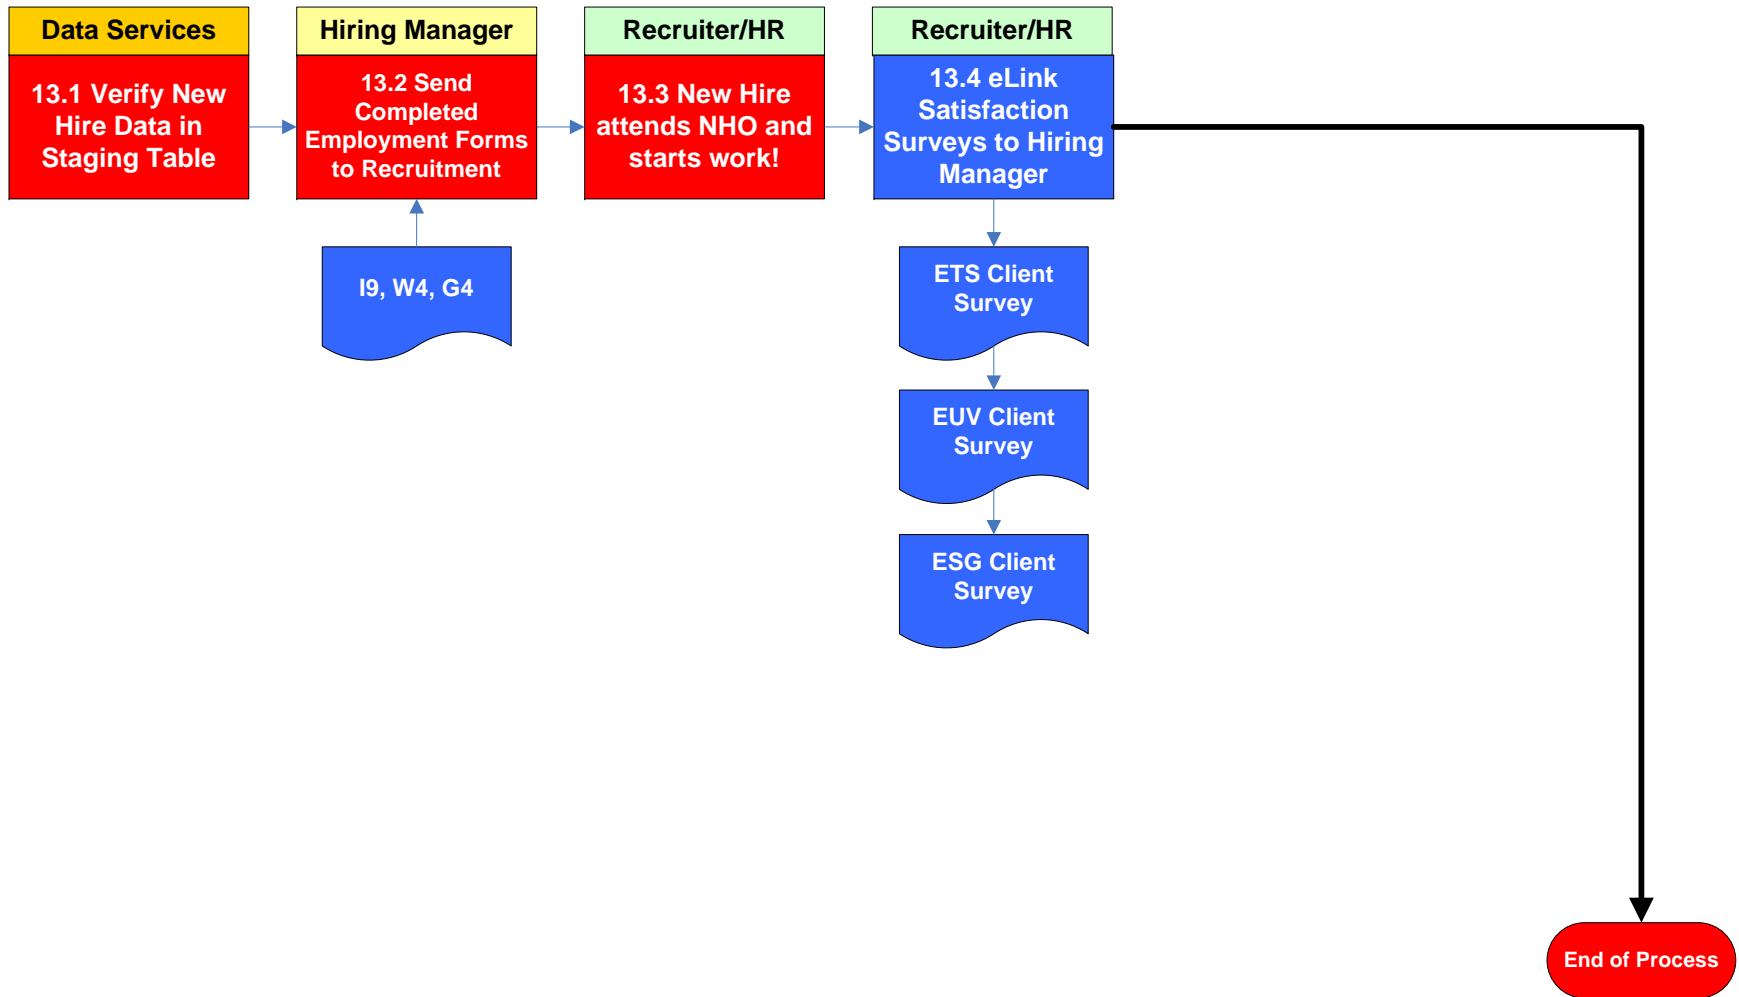 Data Services
13.1 Verify New
Hire Data in
Staging Table
Hiring Manager
13.2 Send
Completed
Employment Forms
to Recruitment
Recruiter/HR
13.3 New Hire
attends NHO and
starts work!
Recruiter/HR
13.4 eLink
Satisfaction
Surveys to Hiring
Manager
I9, W4, G4
ETS Client
Survey
EUV Client
Survey
ESG Client
Survey
End of Process